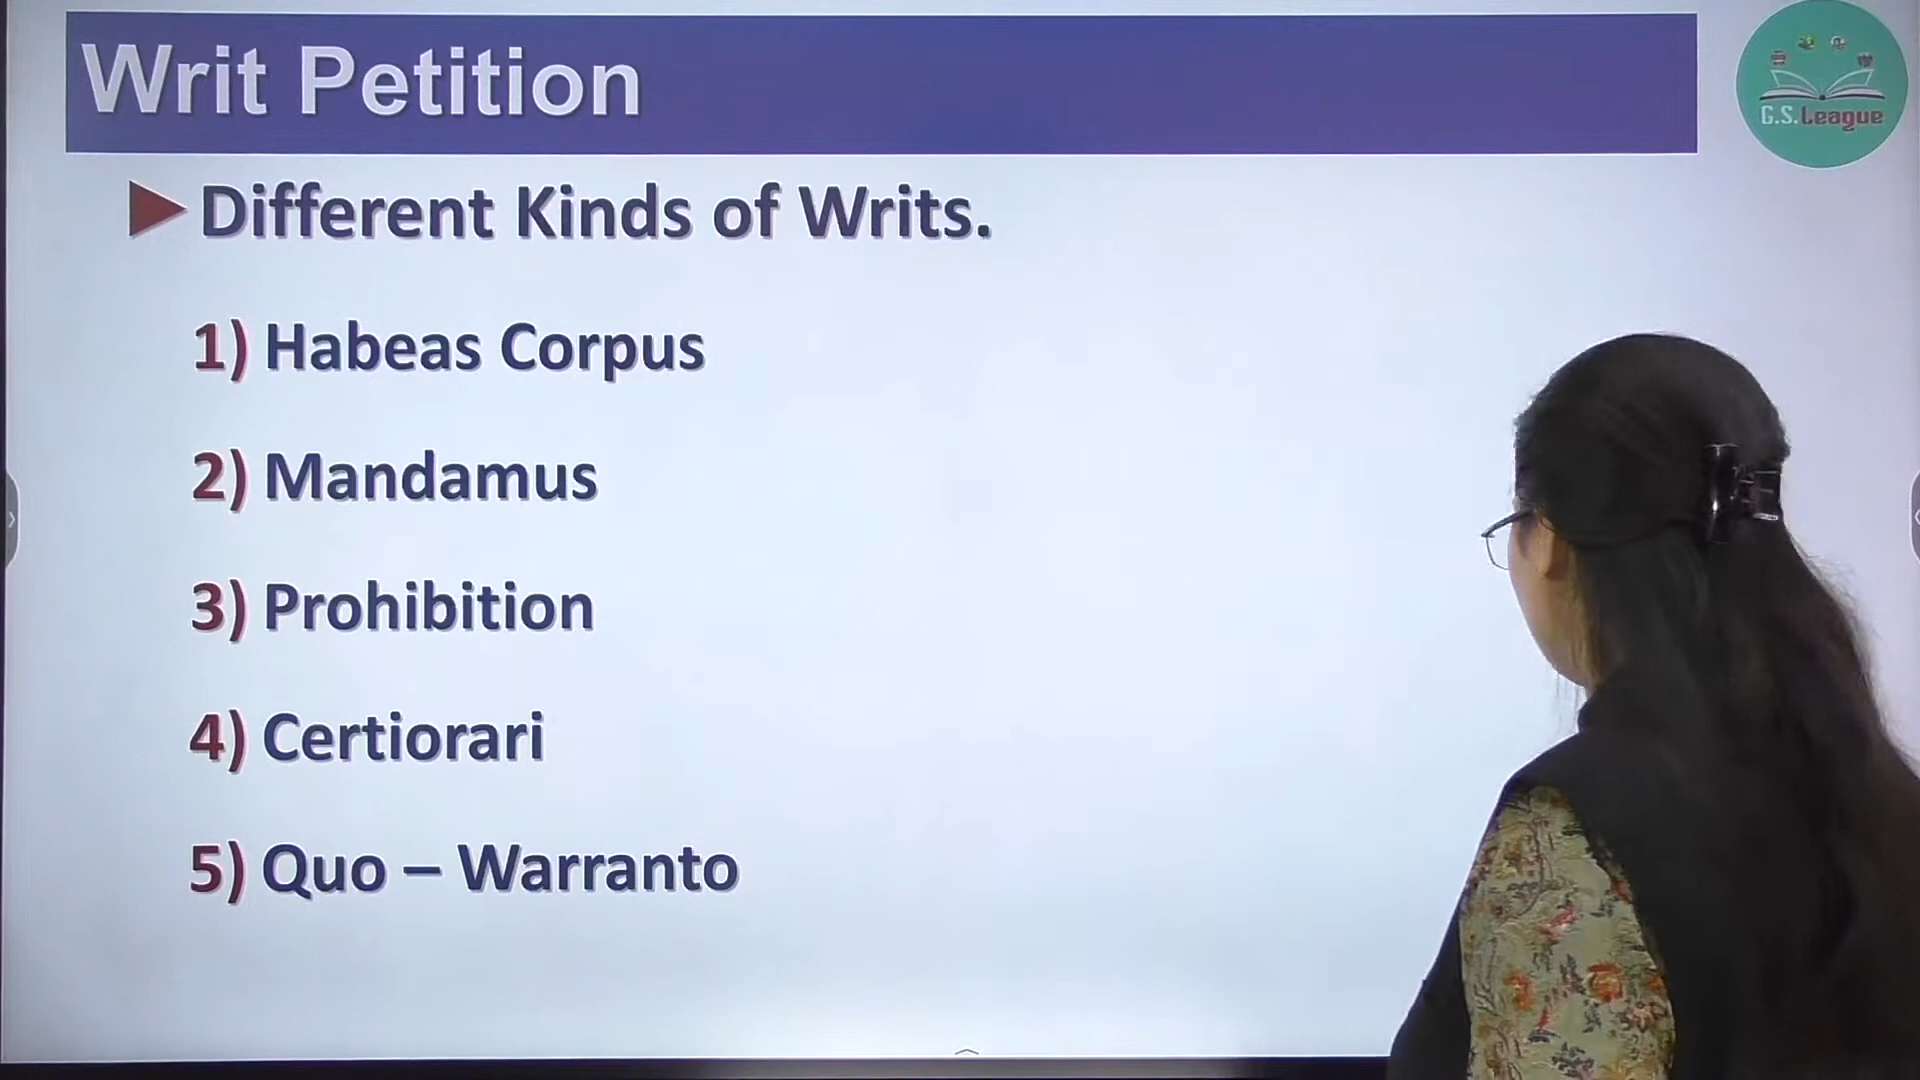 Writ Petition
G.S.League
Different Kinds of Writs.
1) Habeas Corpus
2) Mandamus
3) Prohibition
4) Certiorari
5) Quo – Warranto